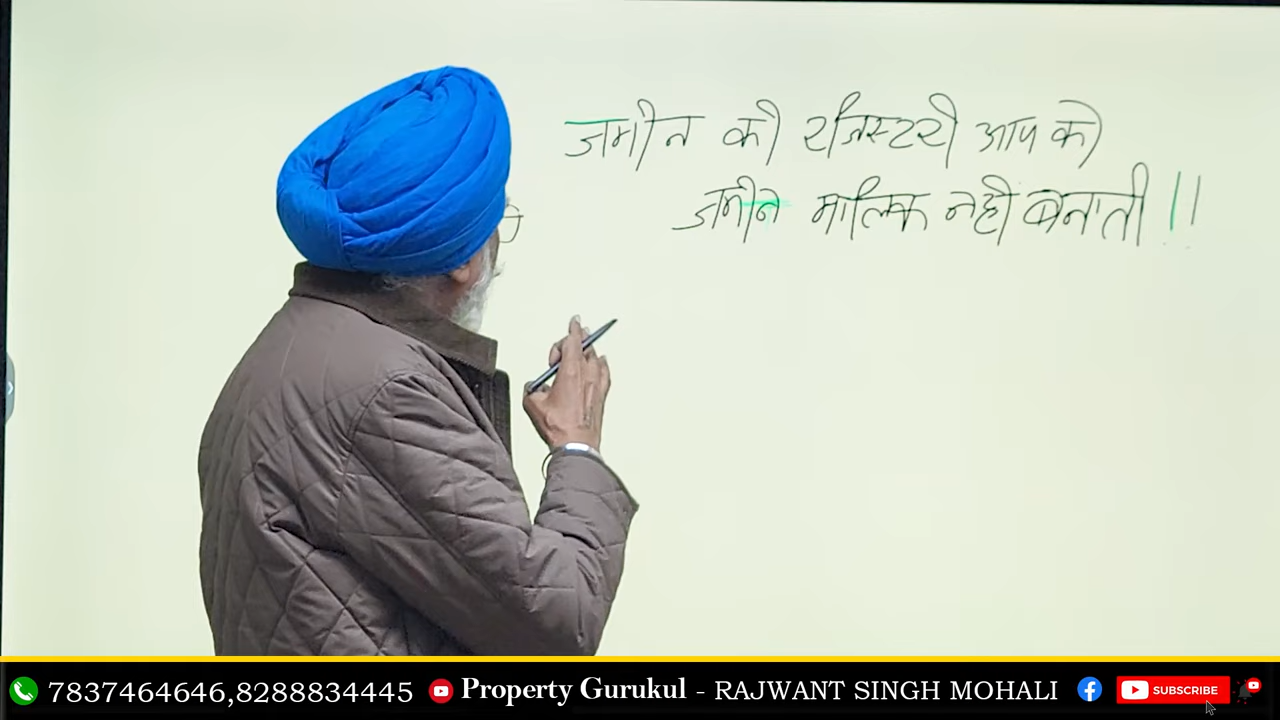 जमीन की रजिस्टरी आप को
जमीन मालिक नही बनाती !!
7837464646,8288834445 Property Gurukul - RAJWANT SINGH MOHALI SUBSCRIBE